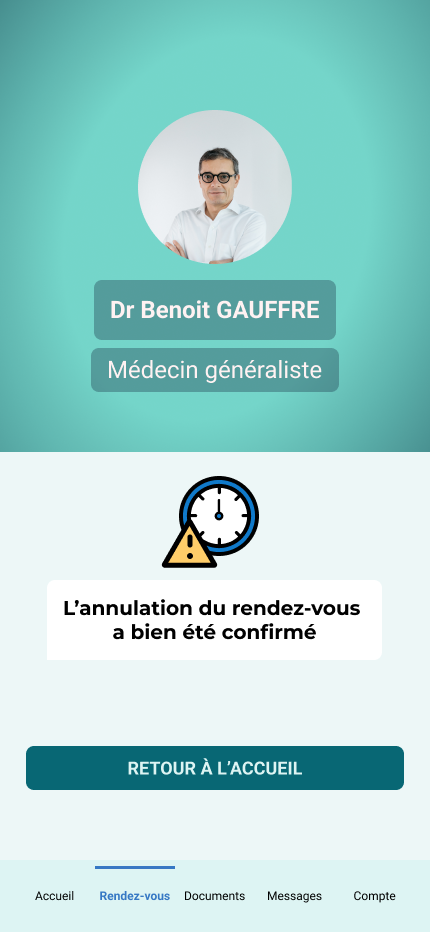 Dr Benoit GAUFFRE
Médecin généraliste
L’annulation du rendez-vous
a bien été confirmé
RETOUR À L’ACCUEIL
Accueil
Rendez-vous
Documents
Messages
Compte